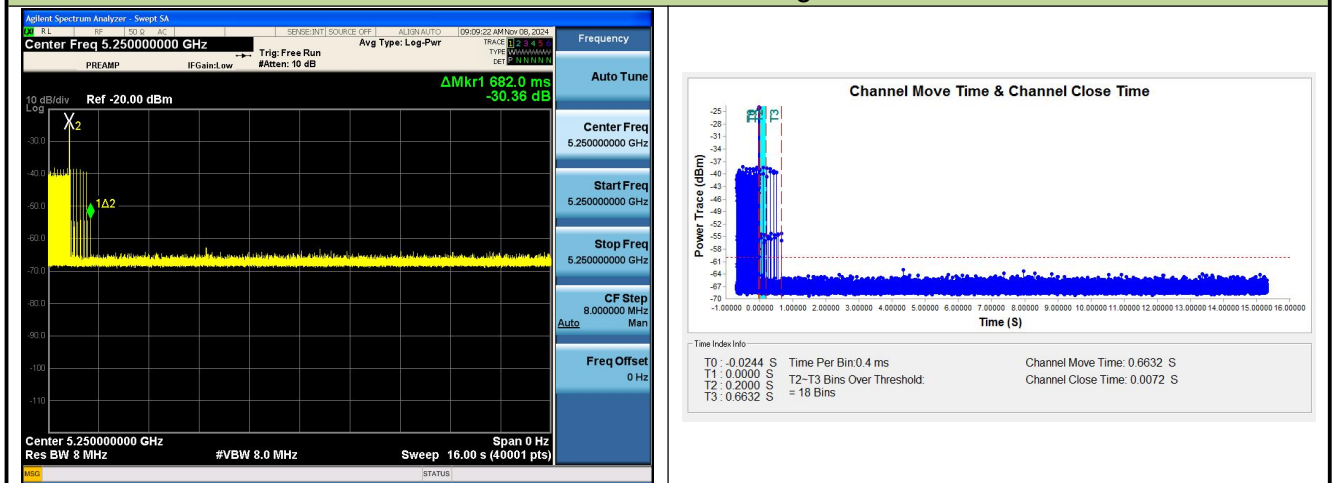 Agilent Spectrum Analyzer - Swept SA
RL RF 50 Ω AC SENSE:INT SOURCE OFF ALIGN AUTO 09:09:22 AM Nov 08, 2024
Center Freq 5.250000000 GHz
Avg Type: Log-Pwr
TRACE 1 2 3 4 5 6
TYPE WWWWWW
DET P N N N N N
PREAMP
IFGain:Low
Trig: Free Run
#Atten: 10 dB
ΔMkr1 682.0 ms
-30.36 dB
10 dB/div Ref -20.00 dBm
Log
-30.0
-40.0
-50.0
-60.0
-70.0
-80.0
-90.0
-100
-110
X2
1Δ2
Center 5.250000000 GHz Span 0 Hz
Res BW 8 MHz #VBW 8.0 MHz Sweep 16.00 s (40001 pts)
MSG STATUS
Frequency
Auto Tune
Center Freq
5.250000000 GHz
Start Freq
5.250000000 GHz
Stop Freq
5.250000000 GHz
CF Step
8.000000 MHz
Auto Man
Freq Offset
0 Hz
Channel Move Time & Channel Close Time
T3
Power Trace (dBm)
-25
-28
-31
-34
-37
-40
-43
-46
-49
-52
-55
-58
-61
-64
-67
-70
-1.00000 0.00000 1.00000 2.00000 3.00000 4.00000 5.00000 6.00000 7.00000 8.00000 9.00000 10.00000 11.00000 12.00000 13.00000 14.00000 15.00000 16.00000
Time (S)
Time Index Info
T0 : -0.0244 S Time Per Bin:0.4 ms Channel Move Time: 0.6632 S
T1 : 0.0000 S T2~T3 Bins Over Threshold: Channel Close Time: 0.0072 S
T2 : 0.2000 S = 18 Bins
T3 : 0.6632 S